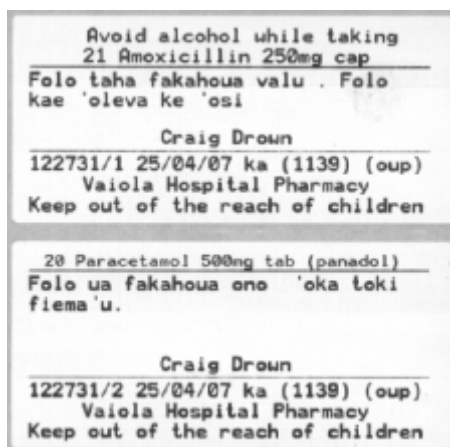 Avoid alcohol while taking
21 Amoxicillin 250mg cap
Folo taha fakahoua valu . Folo
kae 'oleva ke 'osi
Craig Drown
122731/1 25/04/07 ka (1139) (oup)
Vaiola Hospital Pharmacy
Keep out of the reach of children
20 Paracetamol 500mg tab (panadol)
Folo ua fakahoua ono 'oka toki
fiema'u.
Craig Drown
122731/2 25/04/07 ka (1139) (oup)
Vaiola Hospital Pharmacy
Keep out of the reach of children